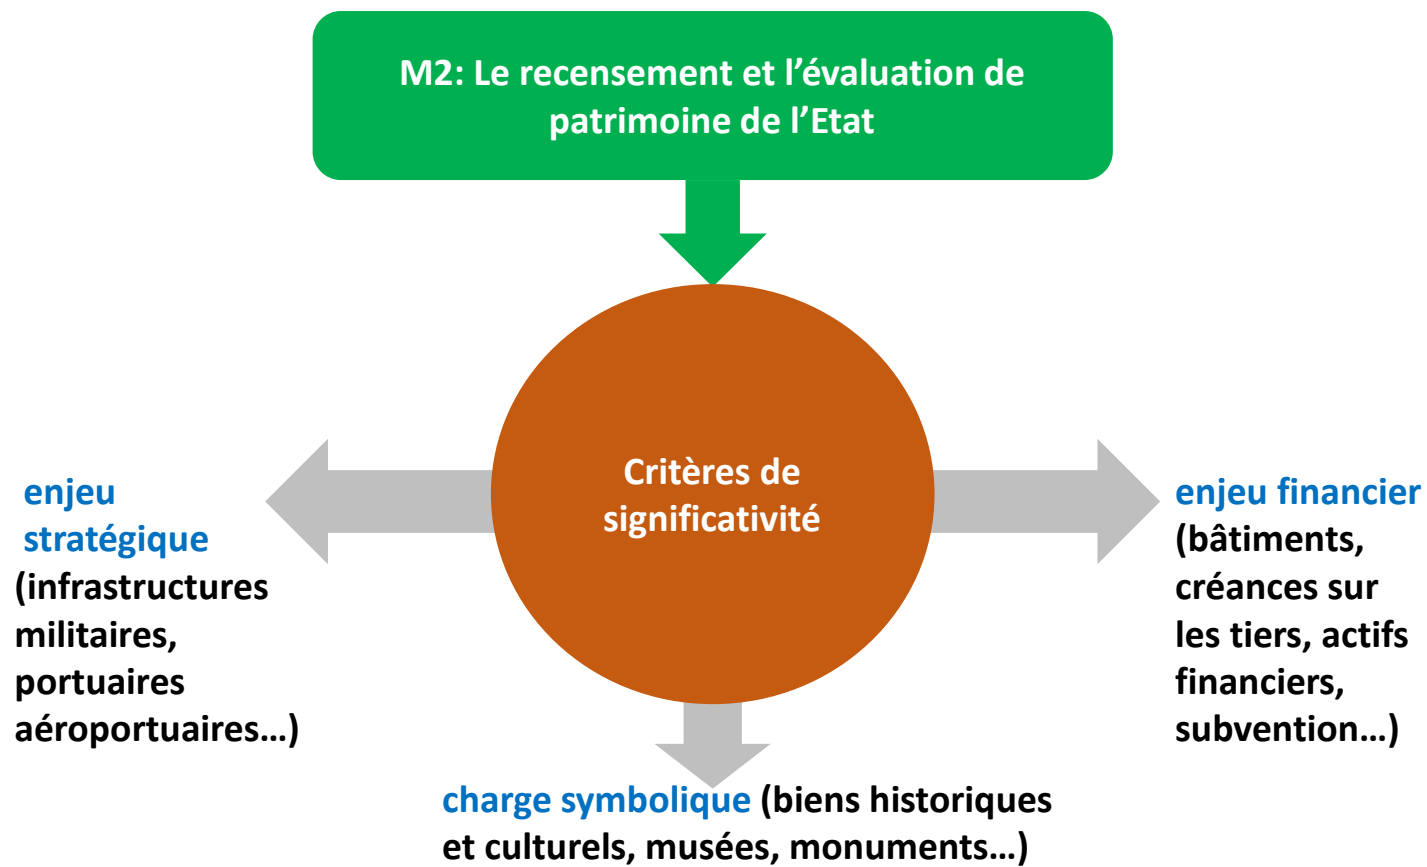 M2: Le recensement et l’évaluation de
patrimoine de l’Etat
Critères de
significativité
enjeu
stratégique
(infrastructures
militaires,
portuaires
aéroportuaires…)
enjeu financier
(bâtiments,
créances sur
les tiers, actifs
financiers,
subvention…)
charge symbolique (biens historiques
et culturels, musées, monuments…)